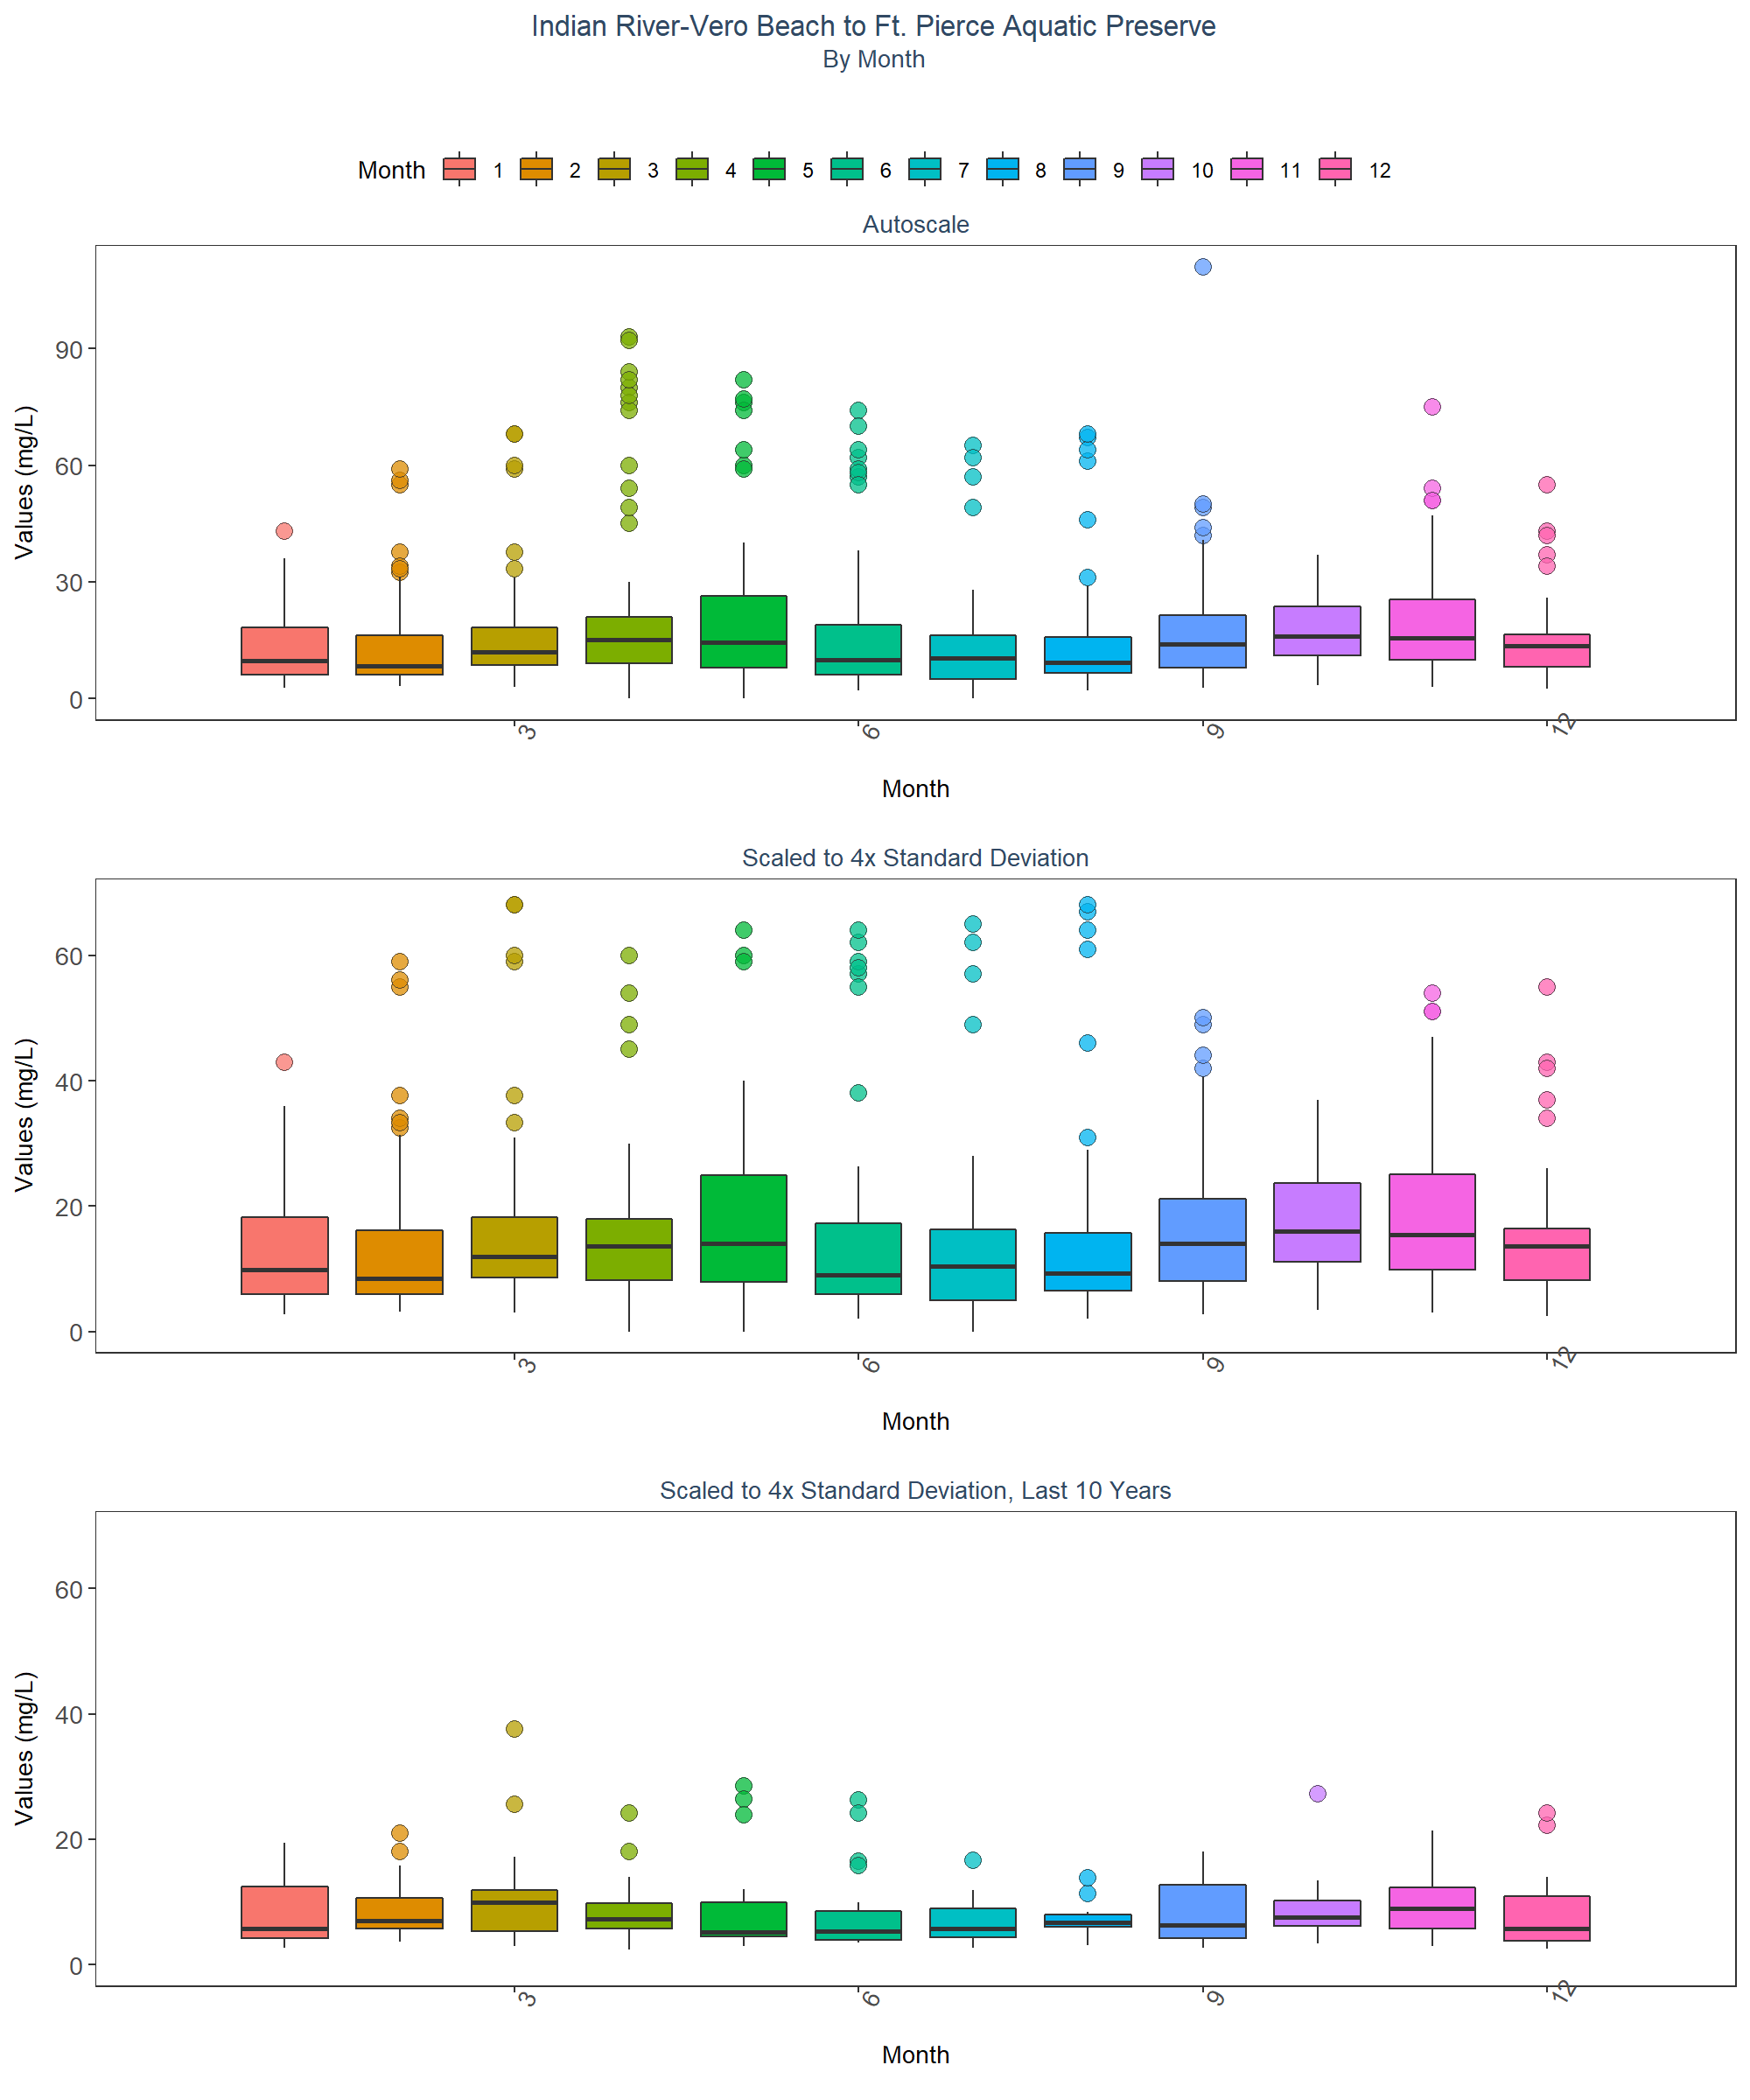 Indian River-Vero Beach to Ft. Pierce Aquatic Preserve
By Month
Month 1 2 3 4 5 6 7 8 9 10 11 12
Autoscale
Values (mg/L)
90
60
30
0
3 6 9 12
Month
Scaled to 4x Standard Deviation
Values (mg/L)
60
40
20
0
3 6 9 12
Month
Scaled to 4x Standard Deviation, Last 10 Years
Values (mg/L)
60
40
20
0
3 6 9 12
Month